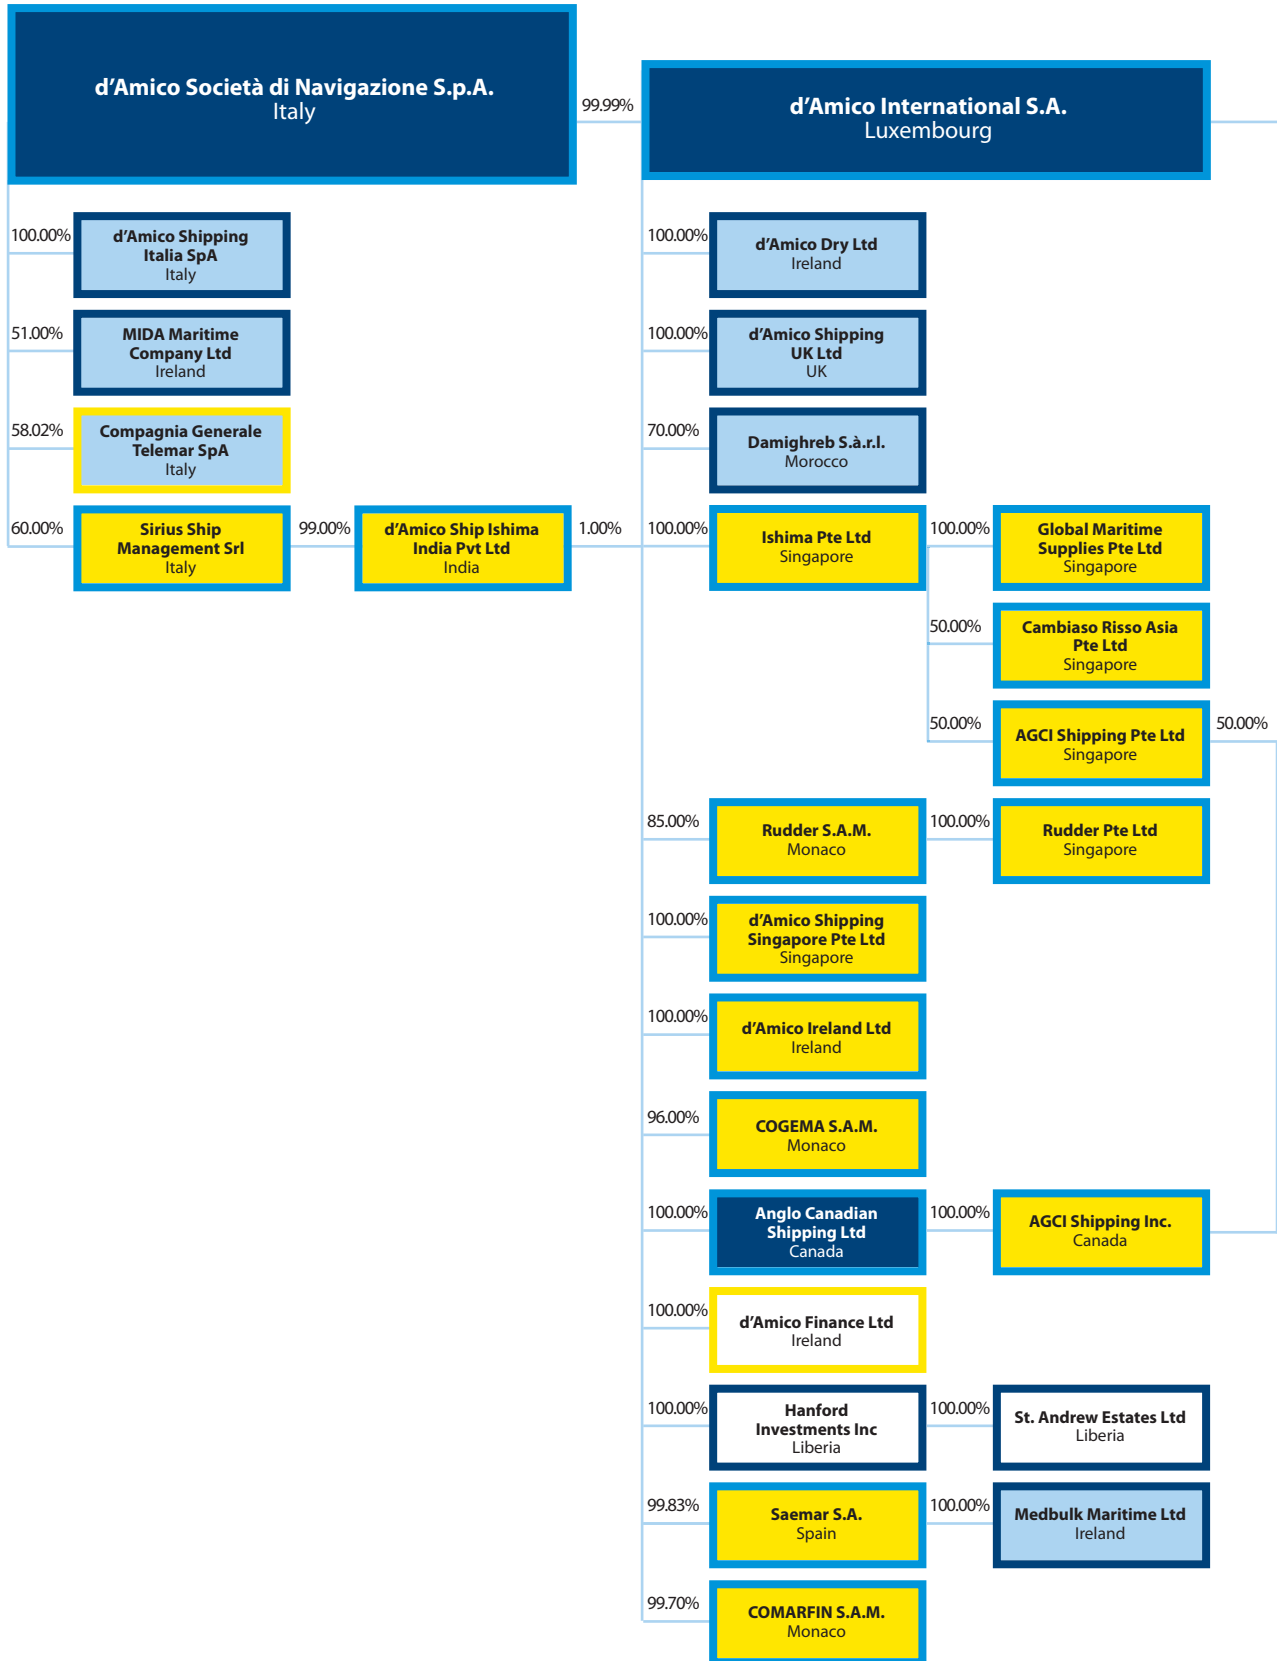 d’Amico Società di Navigazione S.p.A.
Italy
99.99%
d’Amico International S.A.
Luxembourg
100.00%
d’Amico Shipping
Italia SpA
Italy
51.00%
MIDA Maritime
Company Ltd
Ireland
58.02%
Compagnia Generale
Telemar SpA
Italy
60.00%
Sirius Ship
Management Srl
Italy
99.00%
d’Amico Ship Ishima
India Pvt Ltd
India
1.00%
100.00%
d’Amico Dry Ltd
Ireland
100.00%
d’Amico Shipping
UK Ltd
UK
70.00%
Damighreb S.à.r.l.
Morocco
100.00%
Ishima Pte Ltd
Singapore
100.00%
Global Maritime
Supplies Pte Ltd
Singapore
50.00%
Cambiaso Risso Asia
Pte Ltd
Singapore
50.00%
AGCI Shipping Pte Ltd
Singapore
50.00%
85.00%
Rudder S.A.M.
Monaco
100.00%
Rudder Pte Ltd
Singapore
100.00%
d’Amico Shipping
Singapore Pte Ltd
Singapore
100.00%
d’Amico Ireland Ltd
Ireland
96.00%
COGEMA S.A.M.
Monaco
100.00%
Anglo Canadian
Shipping Ltd
Canada
100.00%
AGCI Shipping Inc.
Canada
100.00%
d’Amico Finance Ltd
Ireland
100.00%
Hanford
Investments Inc
Liberia
100.00%
St. Andrew Estates Ltd
Liberia
99.83%
Saemar S.A.
Spain
100.00%
Medbulk Maritime Ltd
Ireland
99.70%
COMARFIN S.A.M.
Monaco